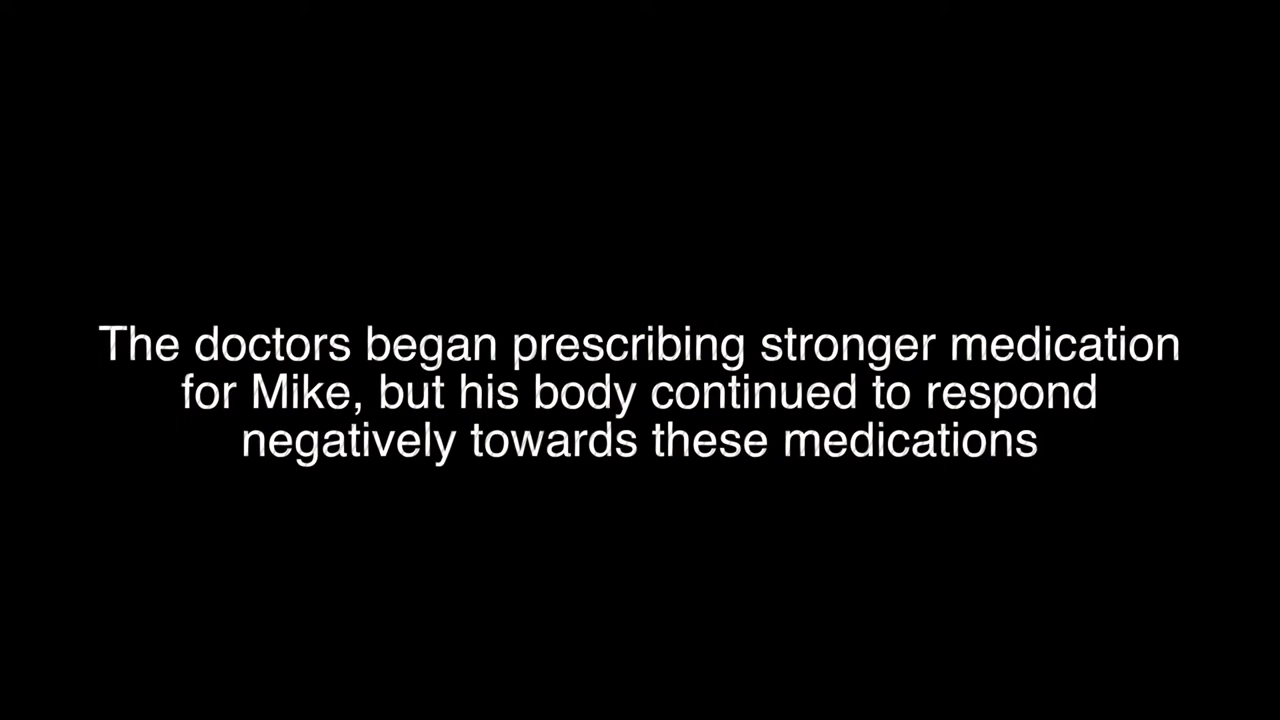 The doctors began prescribing stronger medication
for Mike, but his body continued to respond
negatively towards these medications